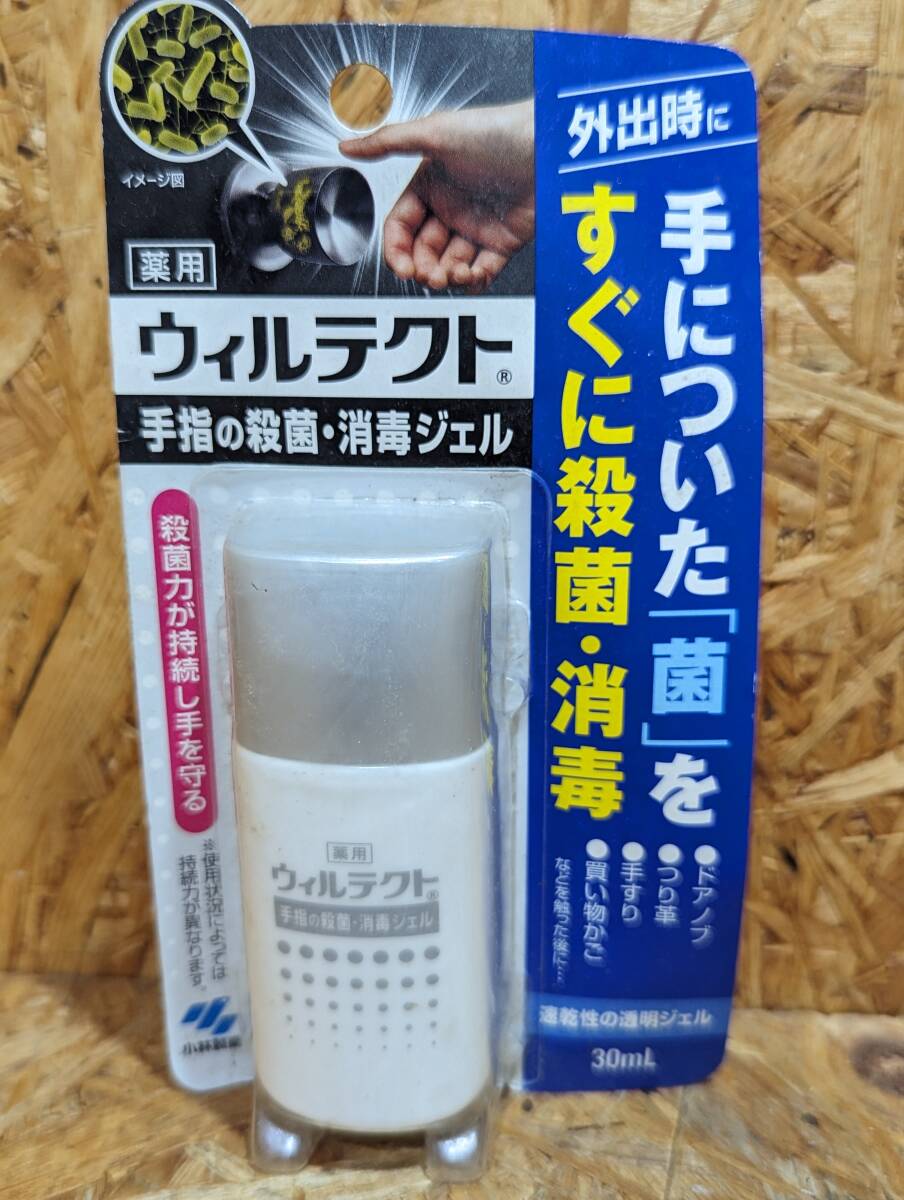 イメージ図
薬用
ウィルテクト®
手指の殺菌・消毒ジェル
殺菌力が持続し手を守る
※使用状況によっては
持続力が異なります。
小林製薬
外出時に
手についた「菌」を
すぐに殺菌・消毒
●ドアノブ
●つり革
●手すり
●買い物かご
などを触った後に…。
速乾性の透明ジェル
30mL
薬用
ウィルテクト®
手指の殺菌・消毒ジェル